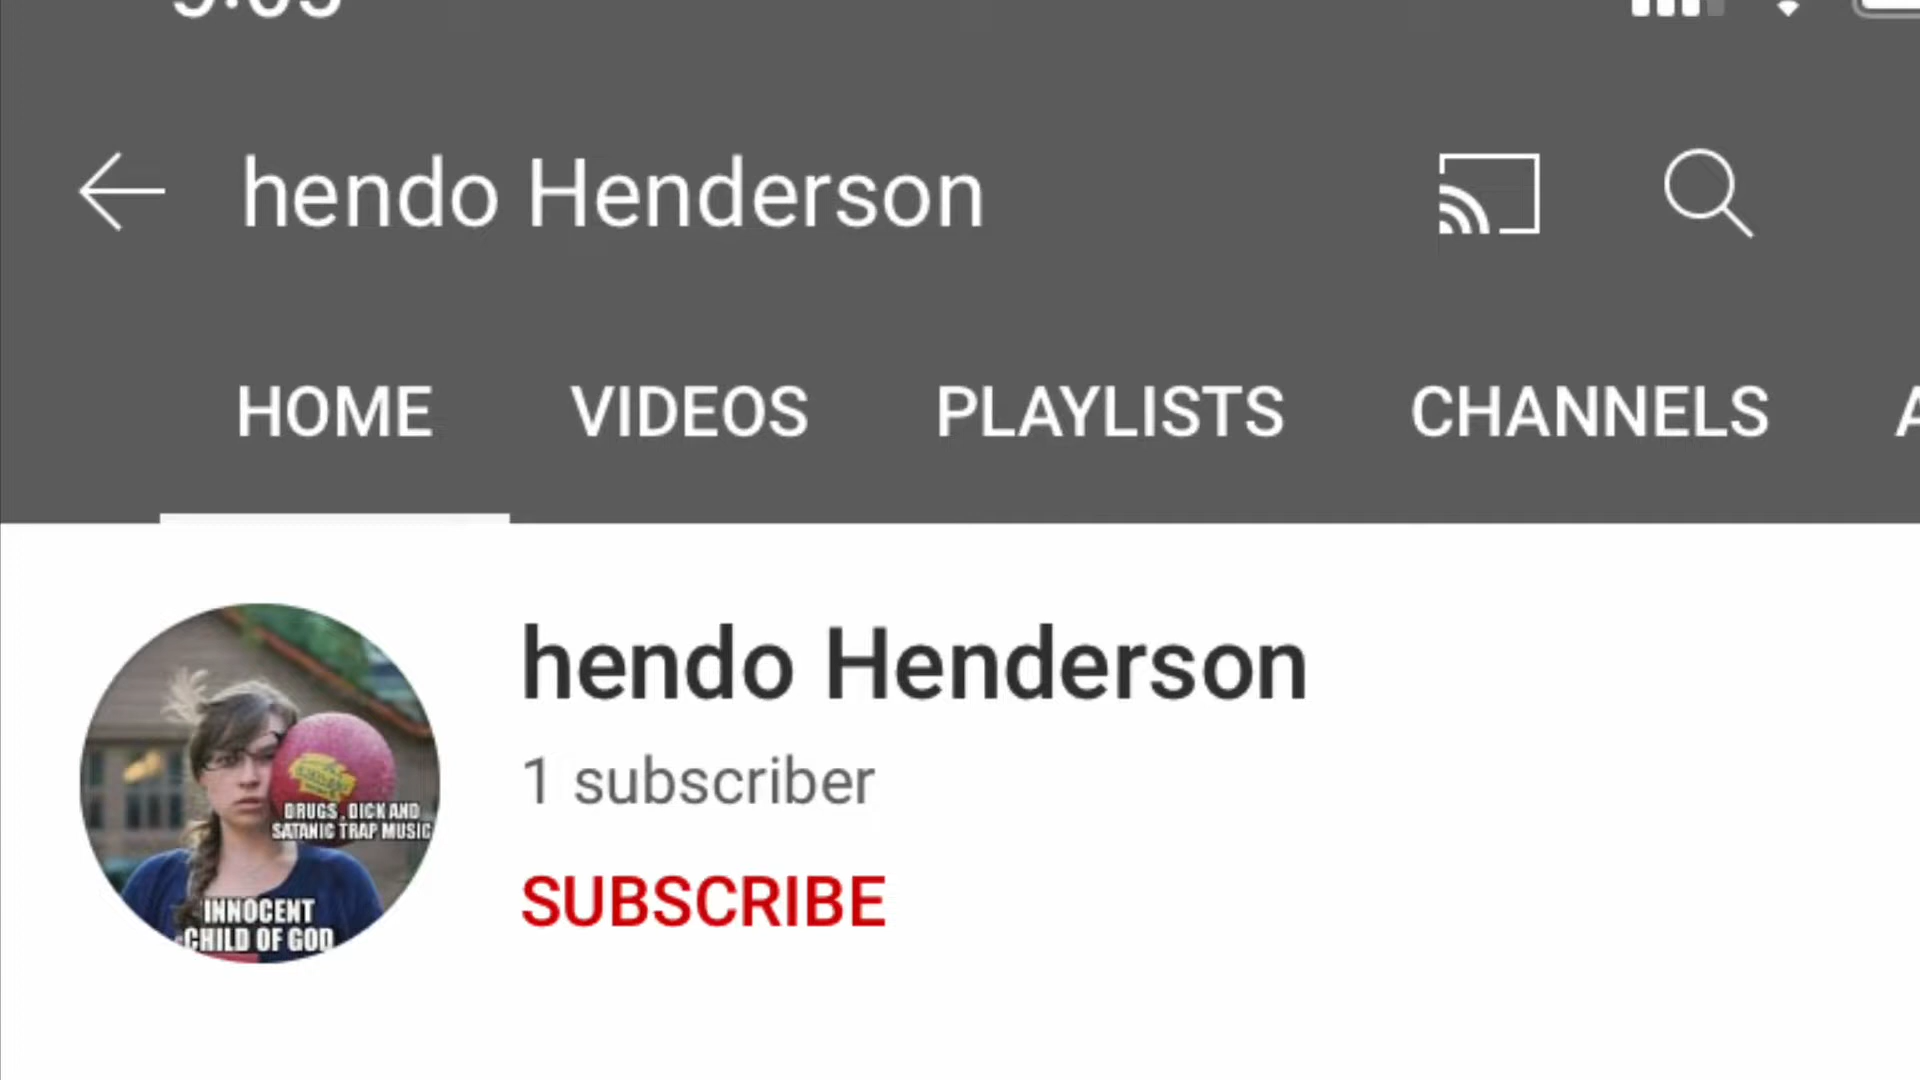 hendo Henderson
HOME VIDEOS PLAYLISTS CHANNELS
hendo Henderson
1 subscriber
SUBSCRIBE
DRUGS, DICK AND
SATANIC TRAP MUSIC
INNOCENT
CHILD OF GOD